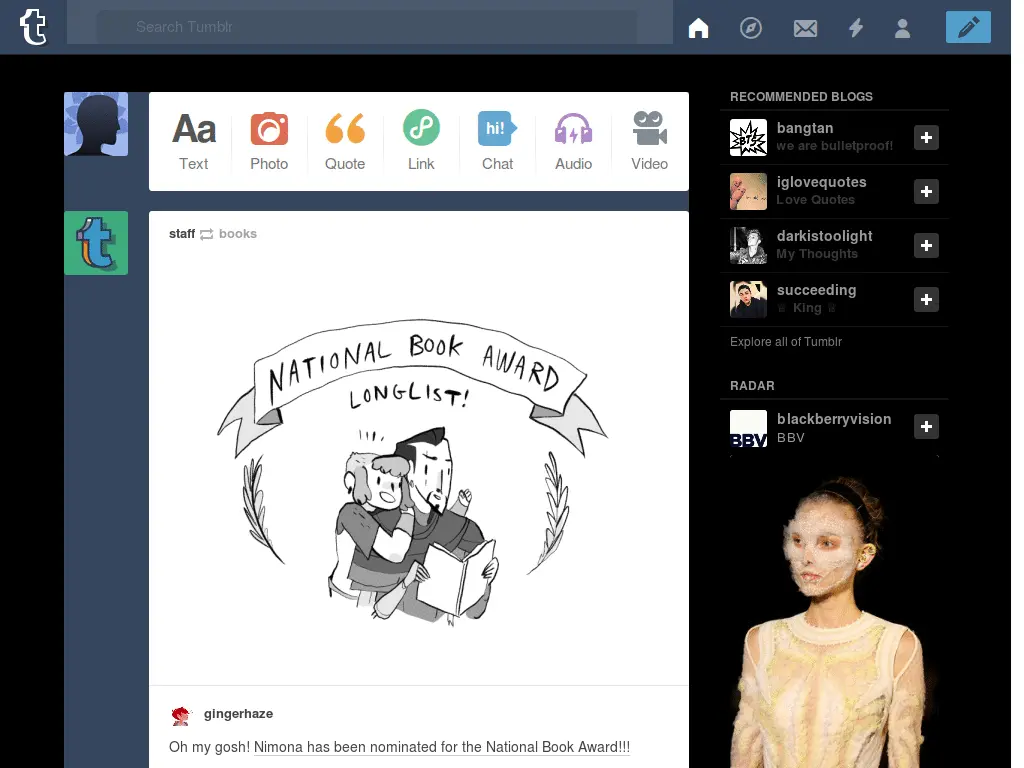 t
Search Tumblr
Aa
Text
Photo
Quote
Link
hi!
Chat
Audio
Video
t
staff books
NATIONAL BOOK AWARD
LONGLIST!
gingerhaze
Oh my gosh! Nimona has been nominated for the National Book Award!!!
RECOMMENDED BLOGS
BTS
bangtan
we are bulletproof!
iglovequotes
Love Quotes
darkistoolight
My Thoughts
succeeding
♕ King ♕
Explore all of Tumblr
RADAR
BBV
blackberryvision
BBV